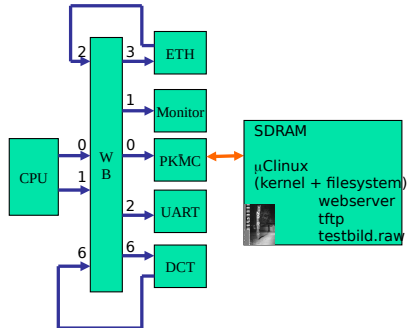 2
3
ETH
1
Monitor
0
W
B
0
PKMC
CPU
1
2
UART
6
6
DCT
SDRAM
μClinux
(kernel + filesystem)
webserver
tftp
testbild.raw